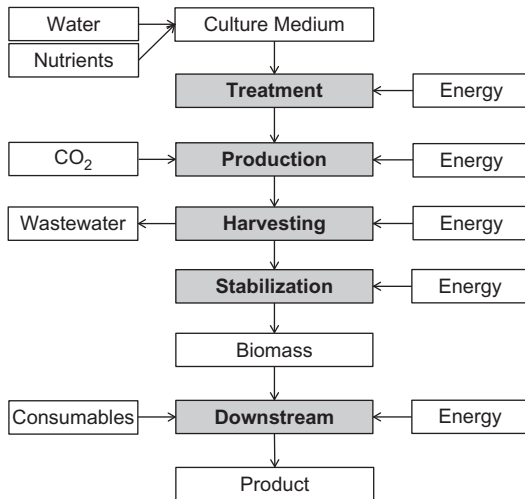 Water
Culture Medium
Nutrients
Treatment
Energy
CO₂
Production
Energy
Wastewater
Harvesting
Energy
Stabilization
Energy
Biomass
Consumables
Downstream
Energy
Product